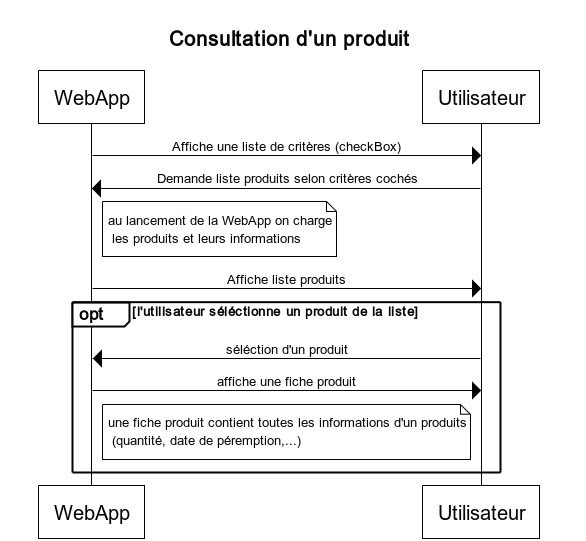 Consultation d'un produit
WebApp
Utilisateur
Affiche une liste de critères (checkBox)
Demande liste produits selon critères cochés
au lancement de la WebApp on charge
les produits et leurs informations
Affiche liste produits
opt
[l'utilisateur séléctionne un produit de la liste]
séléction d'un produit
affiche une fiche produit
une fiche produit contient toutes les informations d'un produits
(quantité, date de péremption,...)
WebApp
Utilisateur